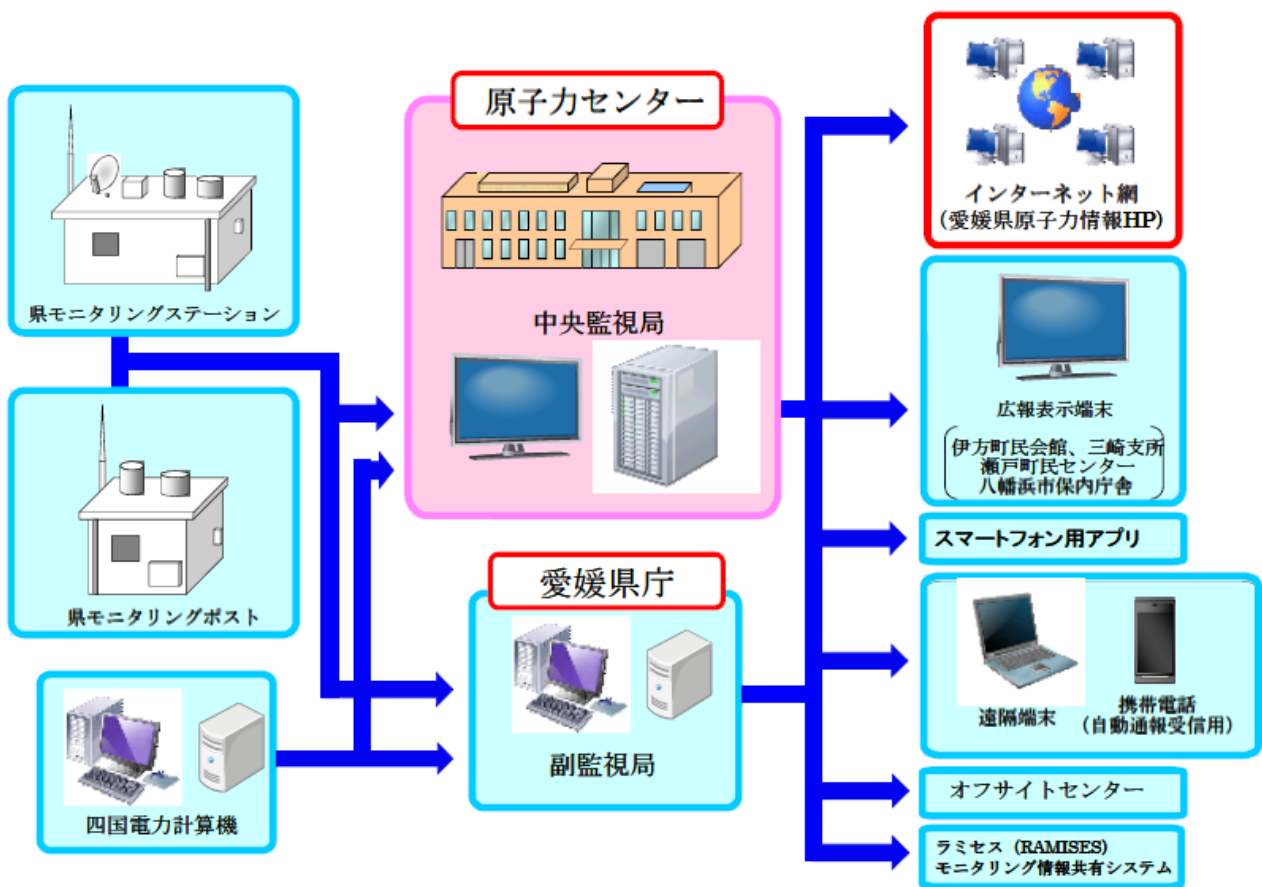 県モニタリングステーション
県モニタリングポスト
四国電力計算機
原子力センター
中央監視局
愛媛県庁
副監視局
インターネット網
(愛媛県原子力情報HP)
広報表示端末
伊方町民会館、三崎支所
瀬戸町民センター
八幡浜市保内庁舎
スマートフォン用アプリ
遠隔端末
携帯電話
(自動通報受信用)
オフサイトセンター
ラミセス (RAMISES)
モニタリング情報共有システム